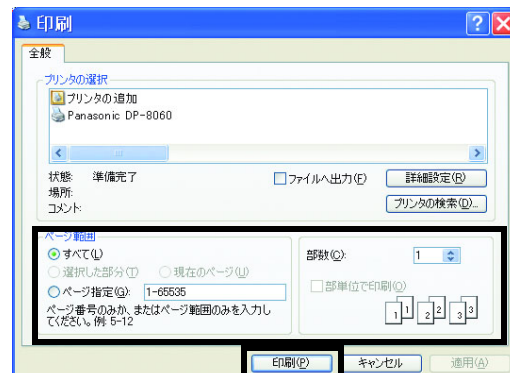 印刷
全般
プリンタの選択
プリンタの追加
Panasonic DP-8060
状態: 準備完了
ファイルへ出力(F)
詳細設定(R)
場所:
コメント:
プリンタの検索(D)...
ページ範囲
すべて(L)
選択した部分(T) 現在のページ(U)
ページ指定(G): 1-65535
ページ番号のみか、またはページ範囲のみを入力し
てください。例: 5-12
部数(C): 1
部単位で印刷(O)
1 1 2 2 3 3
印刷(P) キャンセル 適用(A)